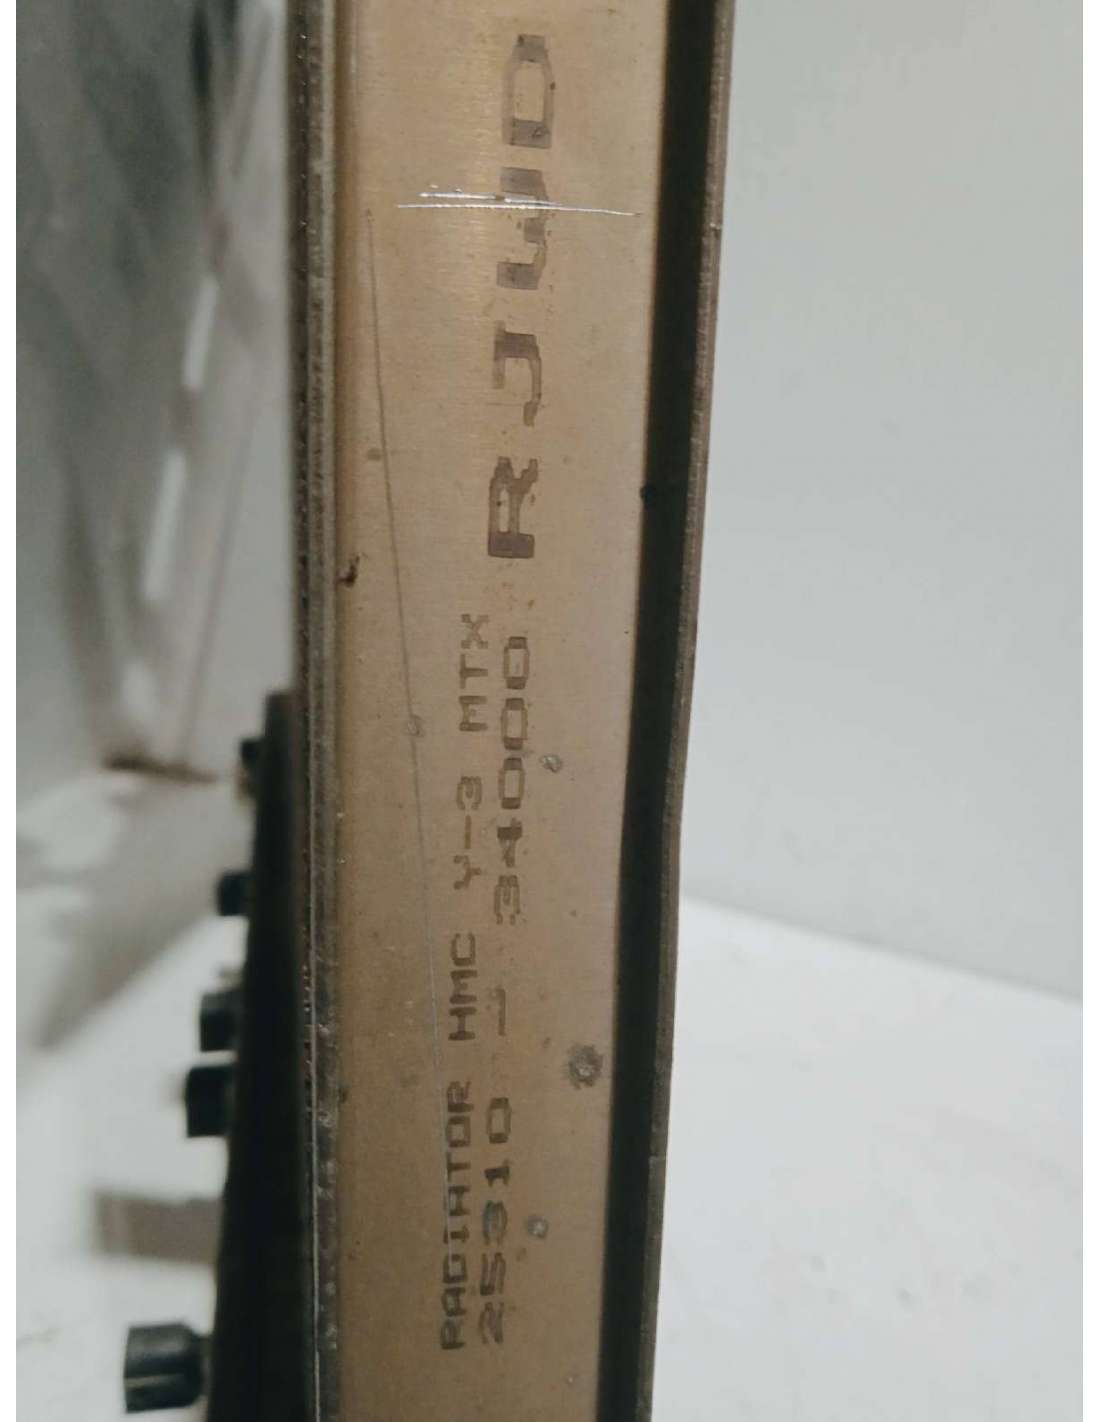 RADIATOR HMC Y-3 MTX
25310 - 34000 RJWD